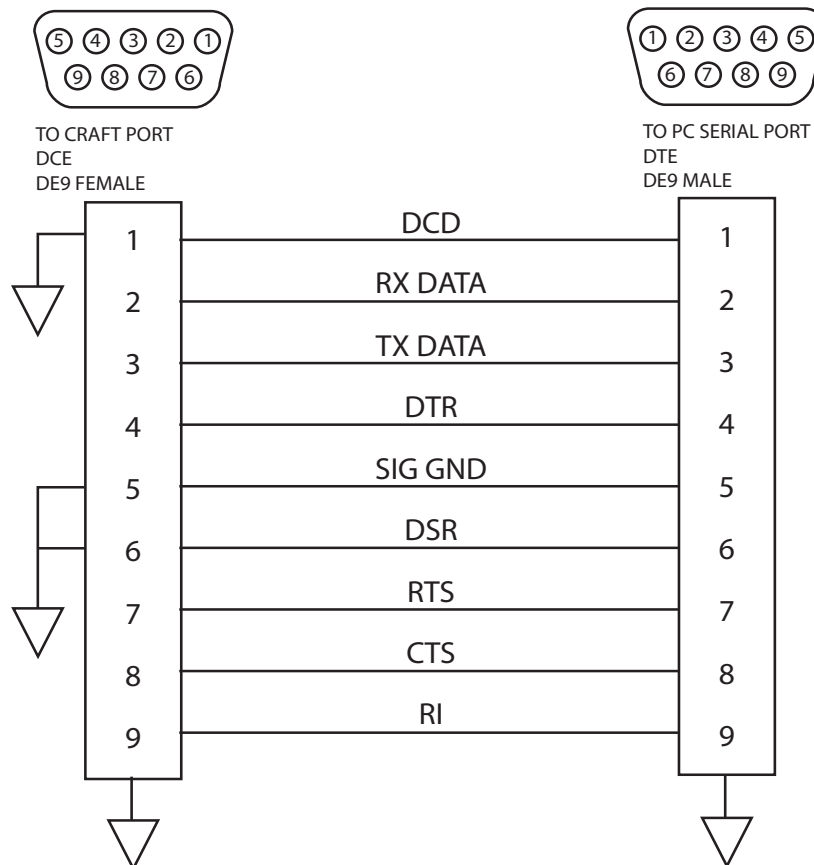 5 4 3 2 1
9 8 7 6
1 2 3 4 5
6 7 8 9
TO CRAFT PORT
DCE
DE9 FEMALE
TO PC SERIAL PORT
DTE
DE9 MALE
1 DCD 1
2 RX DATA 2
3 TX DATA 3
4 DTR 4
5 SIG GND 5
6 DSR 6
7 RTS 7
8 CTS 8
9 RI 9